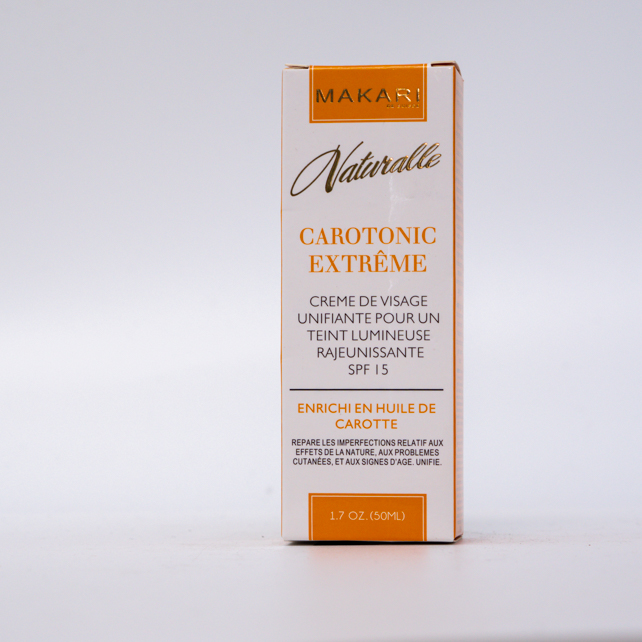 MAKARI
Naturalle
CAROTONIC
EXTRÊME
CREME DE VISAGE
UNIFIANTE POUR UN
TEINT LUMINEUSE
RAJEUNISSANTE
SPF 15
ENRICHI EN HUILE DE
CAROTTE
REPARE LES IMPERFECTIONS RELATIF AUX
EFFETS DE LA NATURE, AUX PROBLEMES
CUTANÉES, ET AUX SIGNES D'AGE. UNIFIE.
1.7 OZ. (50ML)